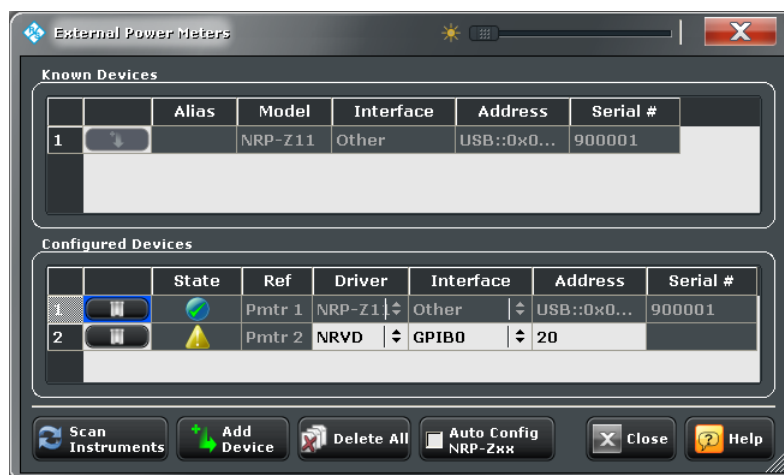 External Power Meters
X
Known Devices
Alias Model Interface Address Serial #
1 NRP-Z11 Other USB::0x0... 900001
Configured Devices
State Ref Driver Interface Address Serial #
1 Pmtr 1 NRP-Z11 Other USB::0x0... 900001
2 Pmtr 2 NRVD GPIB0 20
Scan
Instruments
Add
Device
Delete All
Auto Config
NRP-Zxx
X Close
? Help